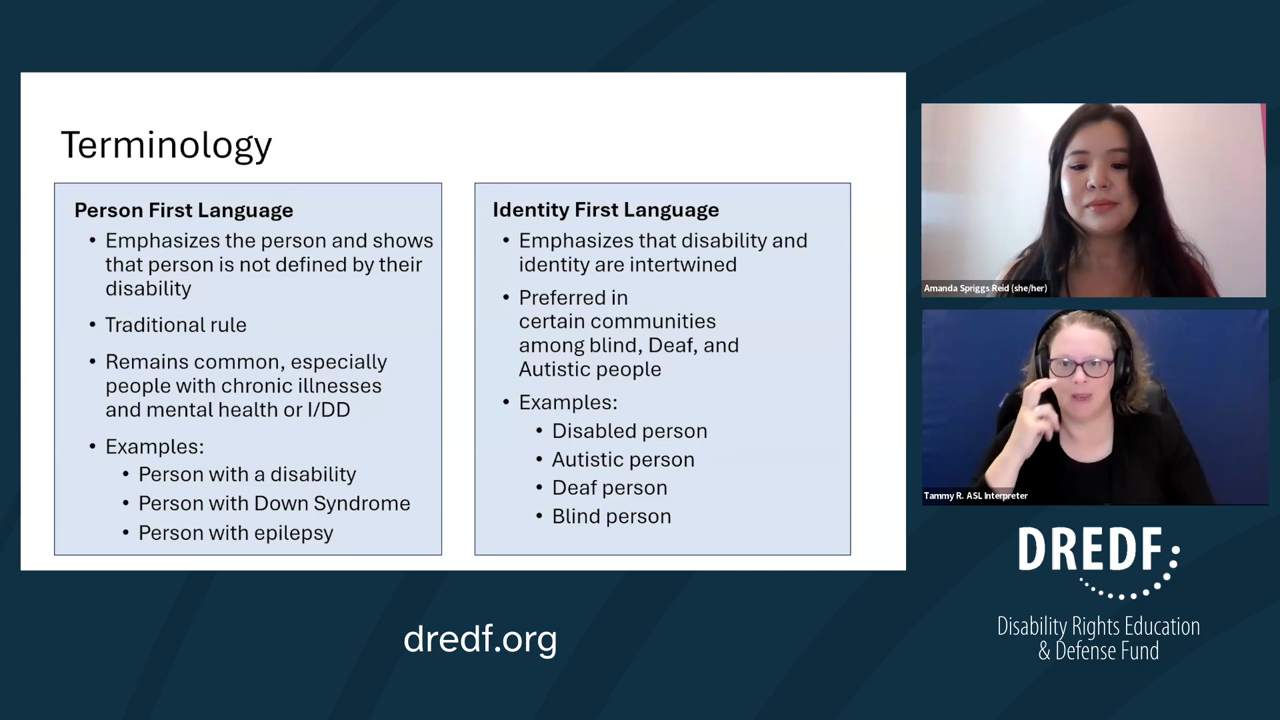 Terminology
Person First Language
• Emphasizes the person and shows
that person is not defined by their
disability
• Traditional rule
• Remains common, especially
people with chronic illnesses
and mental health or I/DD
• Examples:
• Person with a disability
• Person with Down Syndrome
• Person with epilepsy
Identity First Language
• Emphasizes that disability and
identity are intertwined
• Preferred in
certain communities
among blind, Deaf, and
Autistic people
• Examples:
• Disabled person
• Autistic person
• Deaf person
• Blind person
Amanda Spriggs Reid (she/her)
Tammy R. ASL Interpreter
DREDF
Disability Rights Education
& Defense Fund
dredf.org